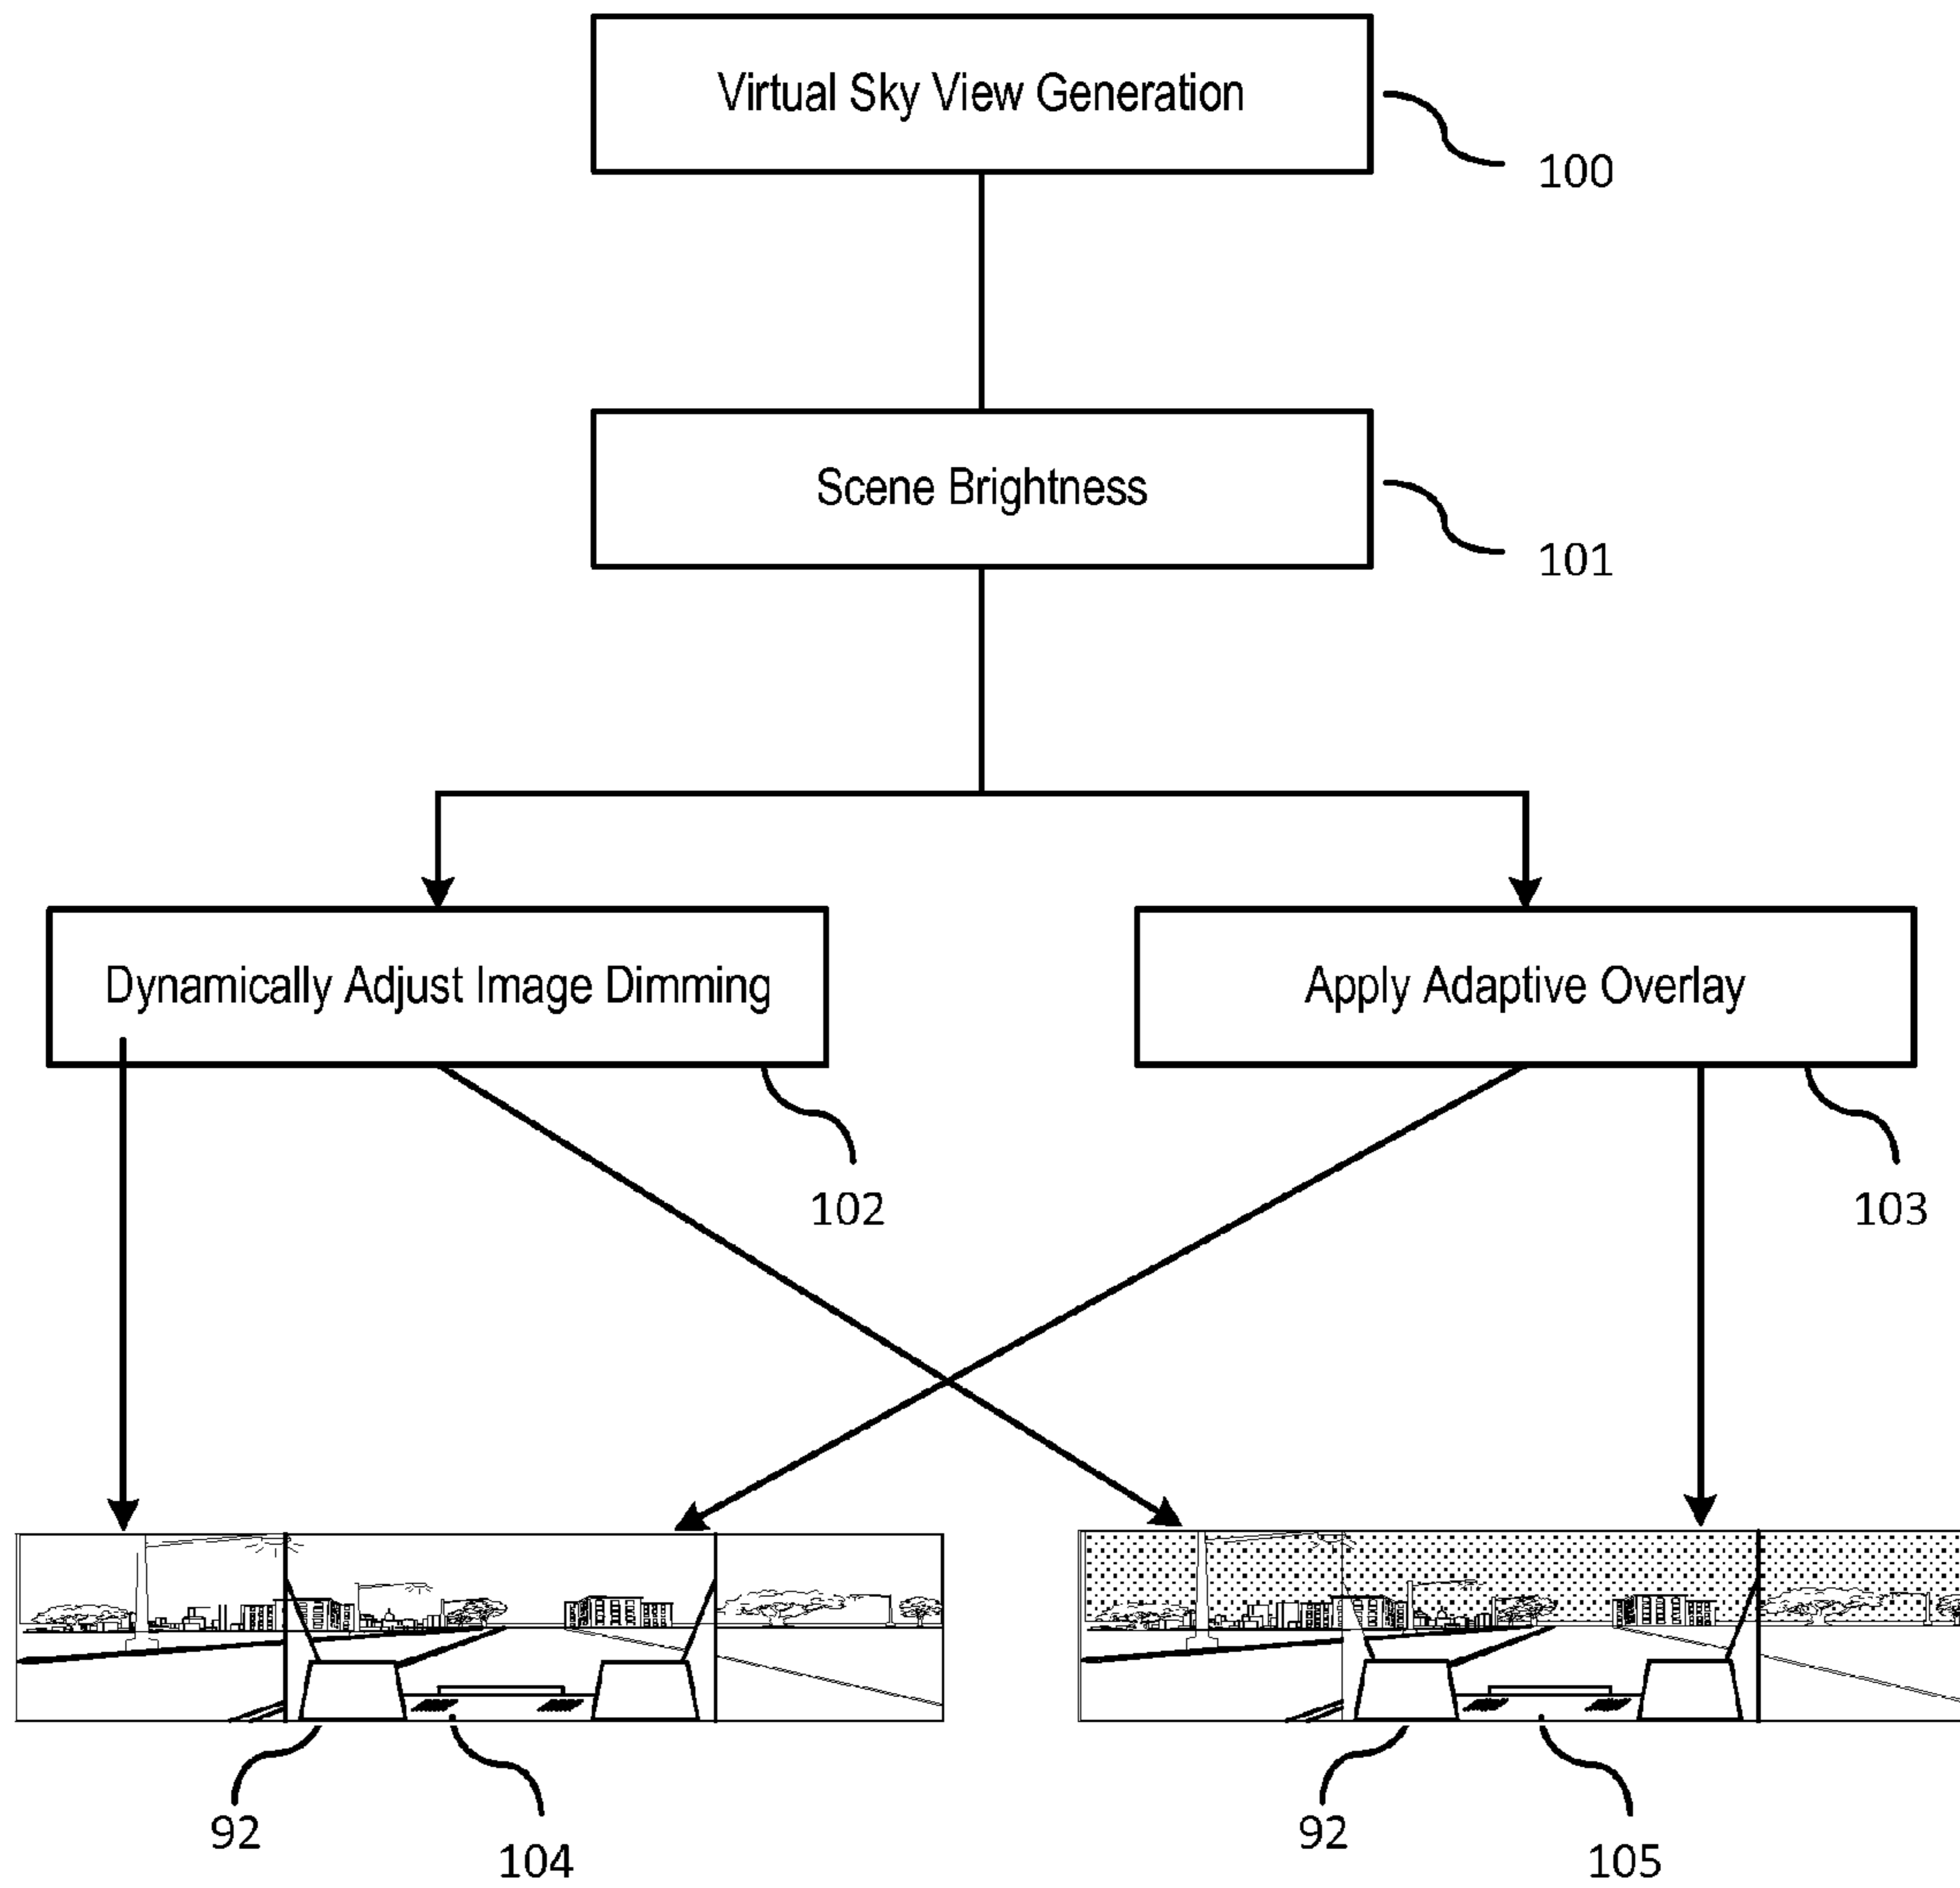 Virtual Sky View Generation
100
Scene Brightness
101
Dynamically Adjust Image Dimming
Apply Adaptive Overlay
102
103
92
104
92
105